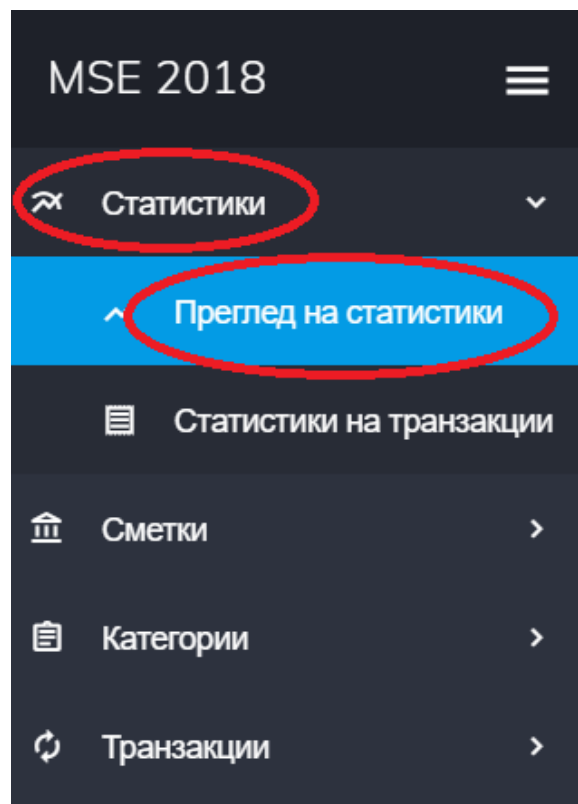 MSE 2018
Статистики
Преглед на статистики
Статистики на транзакции
Сметки
Категории
Транзакции